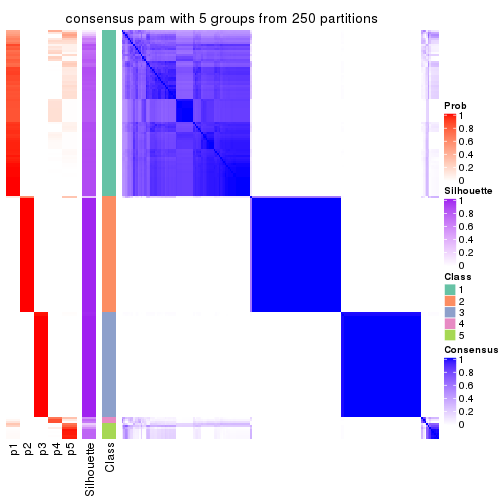 consensus pam with 5 groups from 250 partitions
Prob
1
0.8
0.6
0.4
0.2
0
Silhouette
1
0.8
0.6
0.4
0.2
0
Class
1
2
3
4
5
Consensus
1
0.8
0.6
0.4
0.2
0
p1
p2
p3
p4
p5
Silhouette
Class